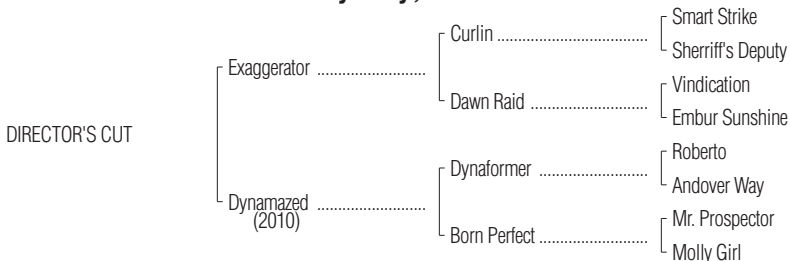 Smart Strike
Curlin
Sherriff's Deputy
Exaggerator
Vindication
Dawn Raid
Embur Sunshine
DIRECTOR'S CUT
Roberto
Dynaformer
Andover Way
Dynamazed
(2010)
Mr. Prospector
Born Perfect
Molly Girl